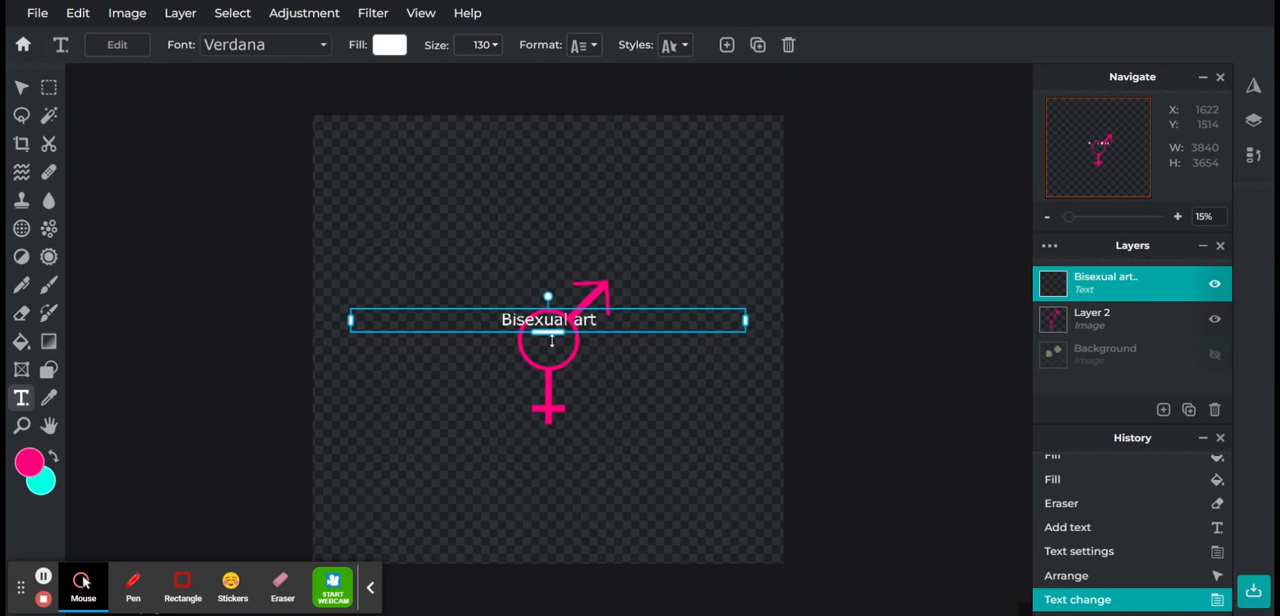 File Edit Image Layer Select Adjustment Filter View Help
T. Edit Font: Verdana Fill: Size: 130 Format: A Styles: A
Navigate
X: 1622
Y: 1514
W: 3840
H: 3654
- + 15%
Layers
Bisexual art..
Text
Layer 2
Image
Background
Image
Bisexual art
History
Fill
Fill
Eraser
Add text
Text settings
Arrange
Text change
Mouse Pen Rectangle Stickers Eraser START WEBCAM